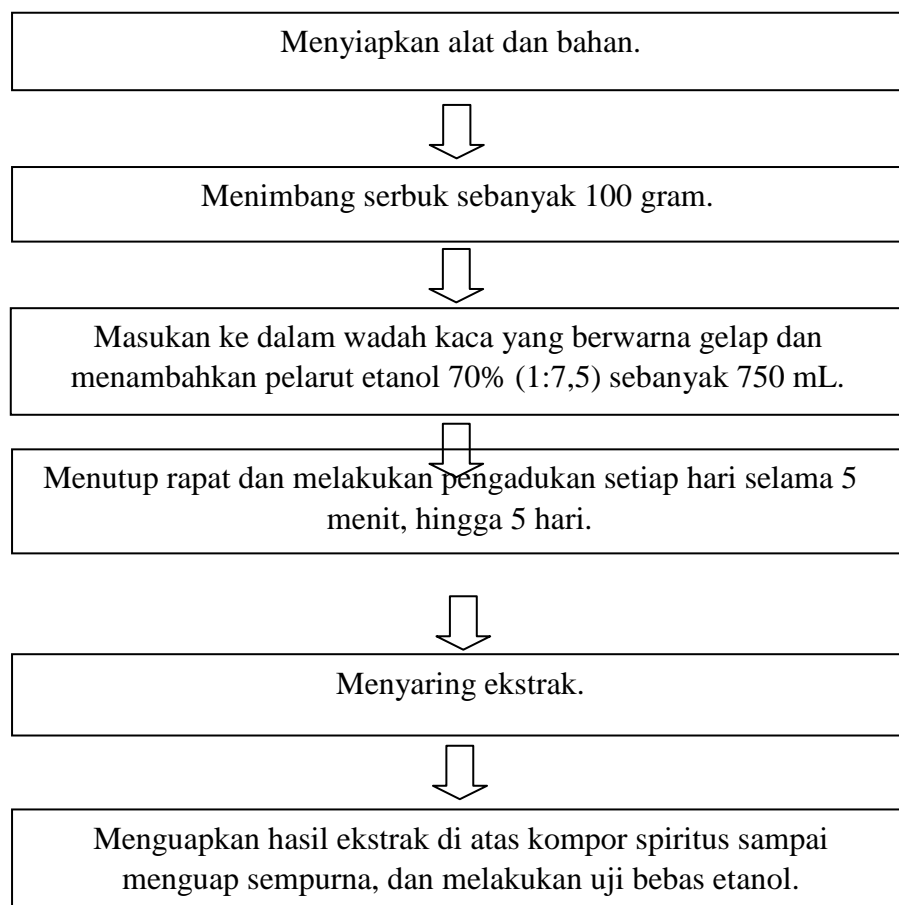 Menyiapkan alat dan bahan.
Menimbang serbuk sebanyak 100 gram.
Masukan ke dalam wadah kaca yang berwarna gelap dan
menambahkan pelarut etanol 70% (1:7,5) sebanyak 750 mL.
Menutup rapat dan melakukan pengadukan setiap hari selama 5
menit, hingga 5 hari.
Menyaring ekstrak.
Menguapkan hasil ekstrak di atas kompor spiritus sampai
menguap sempurna, dan melakukan uji bebas etanol.